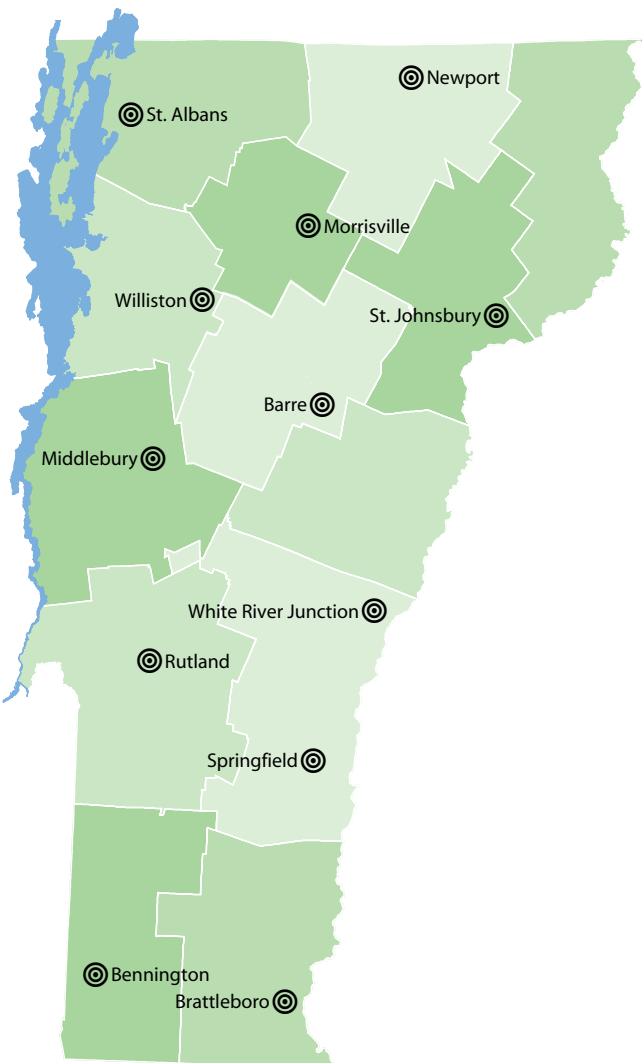 Newport
St. Albans
Morrisville
Williston
St. Johnsbury
Barre
Middlebury
White River Junction
Rutland
Springfield
Bennington
Brattleboro